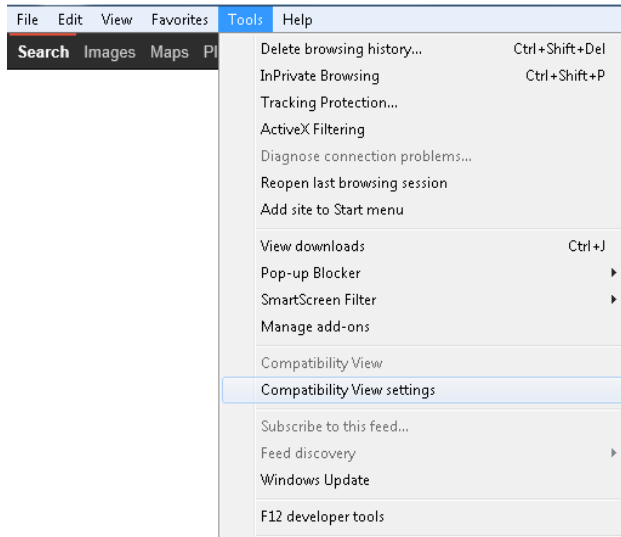 File Edit View Favorites Tools Help
Search Images Maps Pl
Delete browsing history... Ctrl+Shift+Del
InPrivate Browsing Ctrl+Shift+P
Tracking Protection...
ActiveX Filtering
Diagnose connection problems...
Reopen last browsing session
Add site to Start menu
View downloads Ctrl+J
Pop-up Blocker
SmartScreen Filter
Manage add-ons
Compatibility View
Compatibility View settings
Subscribe to this feed...
Feed discovery
Windows Update
F12 developer tools